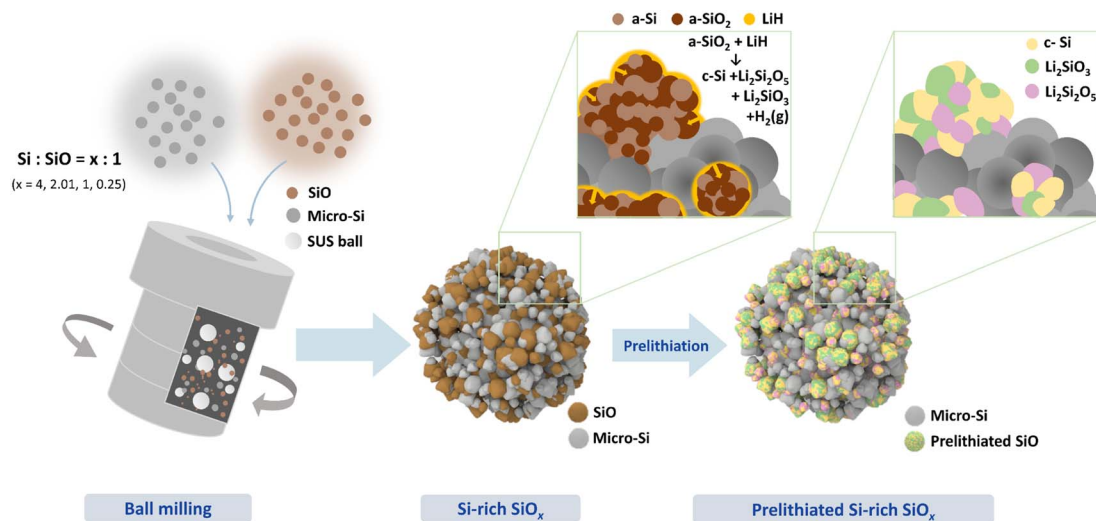 a-Si a-SiO₂ LiH
a-SiO₂ + LiH
↓
c-Si +Li₂Si₂O₅
+ Li₂SiO₃
+H₂(g)
c- Si
Li₂SiO₃
Li₂Si₂O₅
Si : SiO = x : 1
(x = 4, 2.01, 1, 0.25)
SiO
Micro-Si
SUS ball
Prelithiation
SiO
Micro-Si
Micro-Si
Prelithiated SiO
Ball milling
Si-rich SiOₓ
Prelithiated Si-rich SiOₓ